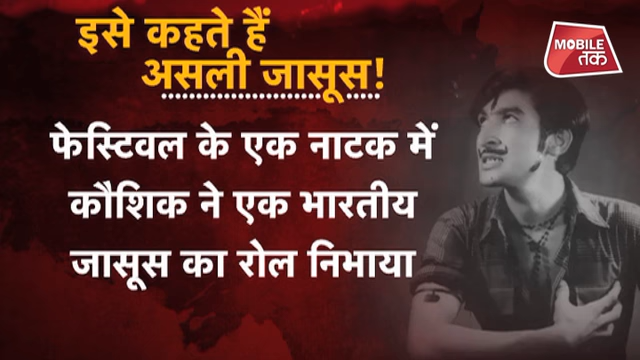 इसे कहते हैं
असली जासूस!
MOBILE
तक
फेस्टिवल के एक नाटक में
कौशिक ने एक भारतीय
जासूस का रोल निभाया